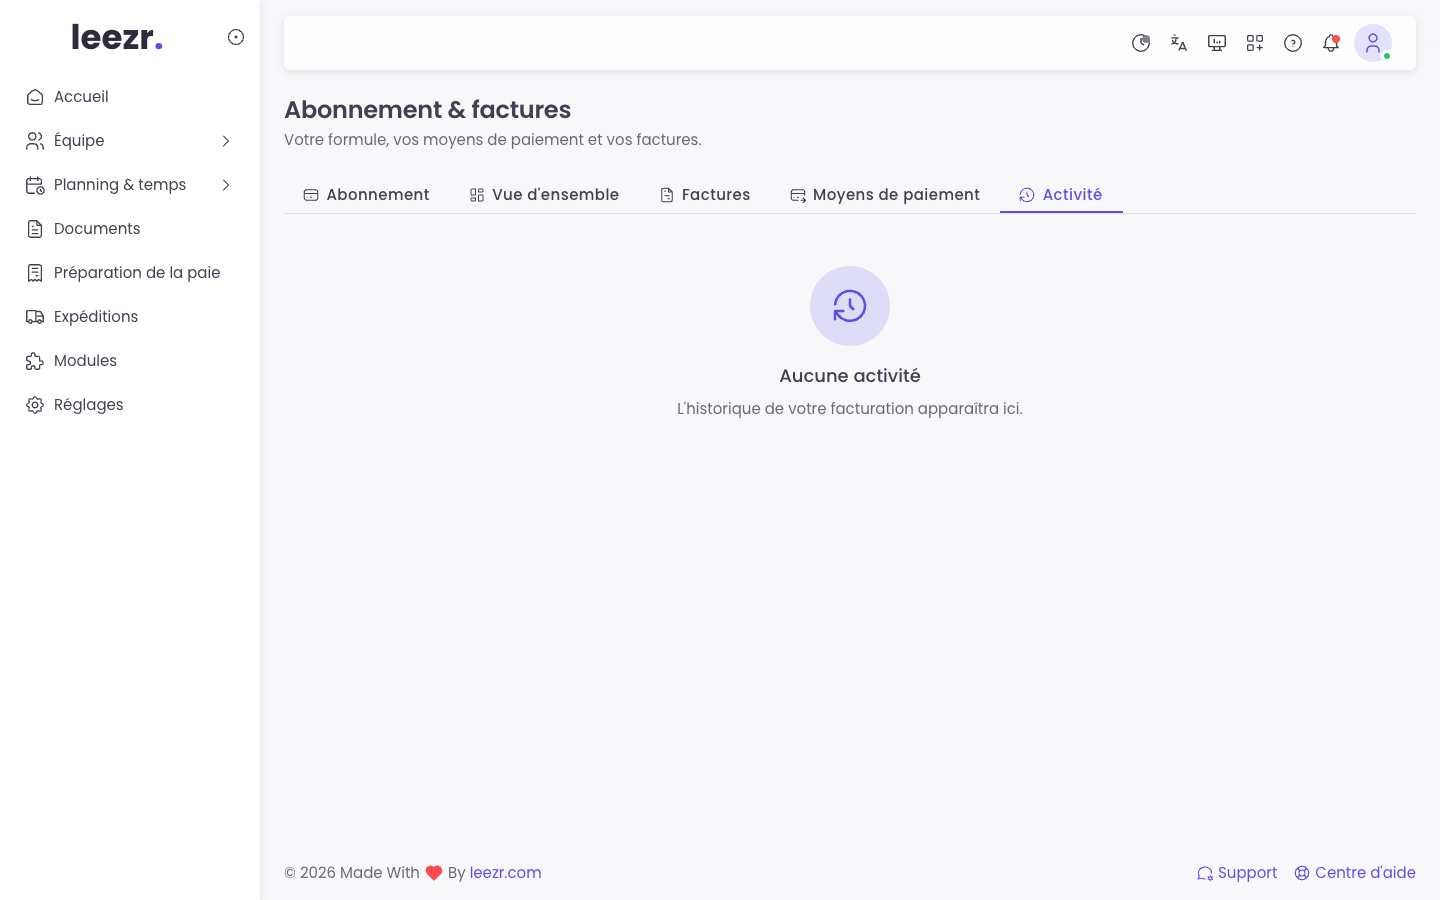 leezr.
Accueil
Équipe
Planning & temps
Documents
Préparation de la paie
Expéditions
Modules
Réglages
Abonnement & factures
Votre formule, vos moyens de paiement et vos factures.
Abonnement Vue d'ensemble Factures Moyens de paiement Activité
Aucune activité
L'historique de votre facturation apparaîtra ici.
© 2026 Made With By leezr.com
Support Centre d'aide